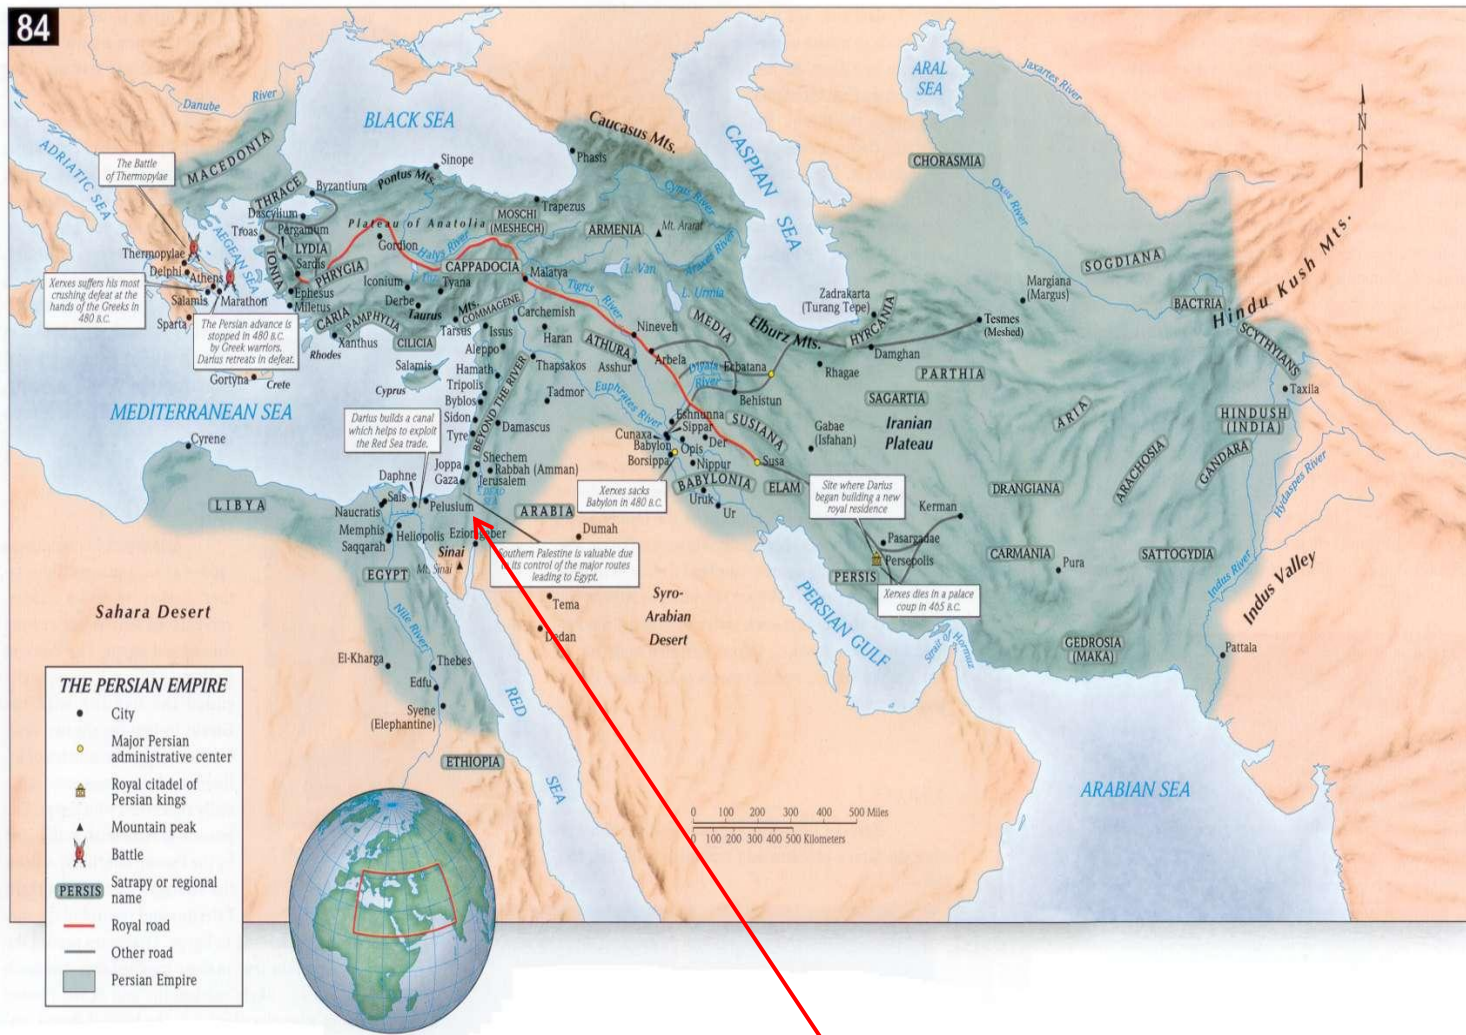 84
Danube River
ADRIATIC SEA
BLACK SEA
Caucasus Mts.
CASPIAN SEA
ARAL SEA
Jaxartes River
N
The Battle
of Thermopylae
MACEDONIA
THRACE
Byzantium
Sinope
Pontus Mts.
Phasis
Cyrus River
CHORASMIA
Oxus River
Dascylium
Troas
Pergamum
Plateau of Anatolia
MOSCHI
(MESHECH)
Trapezus
ARMENIA
Mt. Ararat
Araxes River
AEGEAN SEA
LYDIA
Gordion
Halys River
Thermopylae
Delphi
Athens
Salamis
Marathon
IONIA
Sardis
PHRYGIA
CAPPADOCIA
Malatya
L. Van
L. Urmia
Tigris River
SOGDIANA
Hindu Kush Mts.
Xerxes suffers his most
crushing defeat at the
hands of the Greeks in
480 B.C.
Ephesus
Miletus
Iconium
Tyana
Derbe
Taurus Mts.
COMMAGENE
Carchemish
Zadrakarta
(Turang Tepe)
Margiana
(Margus)
BACTRIA
Sparta
The Persian advance is
stopped in 480 B.C.
by Greek warriors.
Darius retreats in defeat.
CARIA
PAMPHYLIA
Xanthus
Rhodes
CILICIA
Tarsus
Issus
Haran
Nineveh
MEDIA
Elburz Mts.
HYRCANIA
Tesmes
(Meshed)
SCYTHIANS
Aleppo
ATHURA
Arbela
Asshur
Damghan
Gortyna
Crete
Salamis
Cyprus
Hamath
Thapsakos
Ecbatana
Diyala River
Rhagae
PARTHIA
Taxila
MEDITERRANEAN SEA
Tripolis
Byblos
Tadmor
Euphrates River
Behistun
SAGARTIA
ARIA
HINDUSH
(INDIA)
Cyrene
Darius builds a canal
which helps to exploit
the Red Sea trade.
Sidon
Tyre
BEYOND THE RIVER
Damascus
Cunaxa
Babylon
Borsippa
Eshnunna
Sippar
Opis
Der
SUSIANA
Gabae
(Isfahan)
Iranian
Plateau
Joppa
Gaza
Shechem
Rabbah (Amman)
Jerusalem
DEAD SEA
Nippur
Susa
ARACHOSIA
GANDARA
LIBYA
Daphne
Sais
Naucratis
Pelusium
ARABIA
Xerxes sacks
Babylon in 480 B.C.
BABYLONIA
Uruk
Ur
ELAM
Site where Darius
began building a new
royal residence
DRANGIANA
Hydaspes River
Memphis
Saqqarah
Heliopolis
Ezion-geber
Dumah
Kerman
Sinai
Mt. Sinai
Southern Palestine is valuable due
to its control of the major routes
leading to Egypt.
Pasargadae
Persepolis
CARMANIA
Pura
SATTOGYDIA
Indus River
Indus Valley
EGYPT
PERSIS
Xerxes dies in a palace
coup in 465 B.C.
Sahara Desert
Nile River
Tema
Syro-
Arabian
Desert
PERSIAN GULF
Strait of Hormuz
Dedan
GEDROSIA
(MAKA)
Pattala
El-Kharga
Thebes
Edfu
Syene
(Elephantine)
RED SEA
ETHIOPIA
ARABIAN SEA
THE PERSIAN EMPIRE
City
Major Persian
administrative center
Royal citadel of
Persian kings
Mountain peak
Battle
PERSIS
Satrapy or regional
name
Royal road
Other road
Persian Empire
0 100 200 300 400 500 Miles
0 100 200 300 400 500 Kilometers